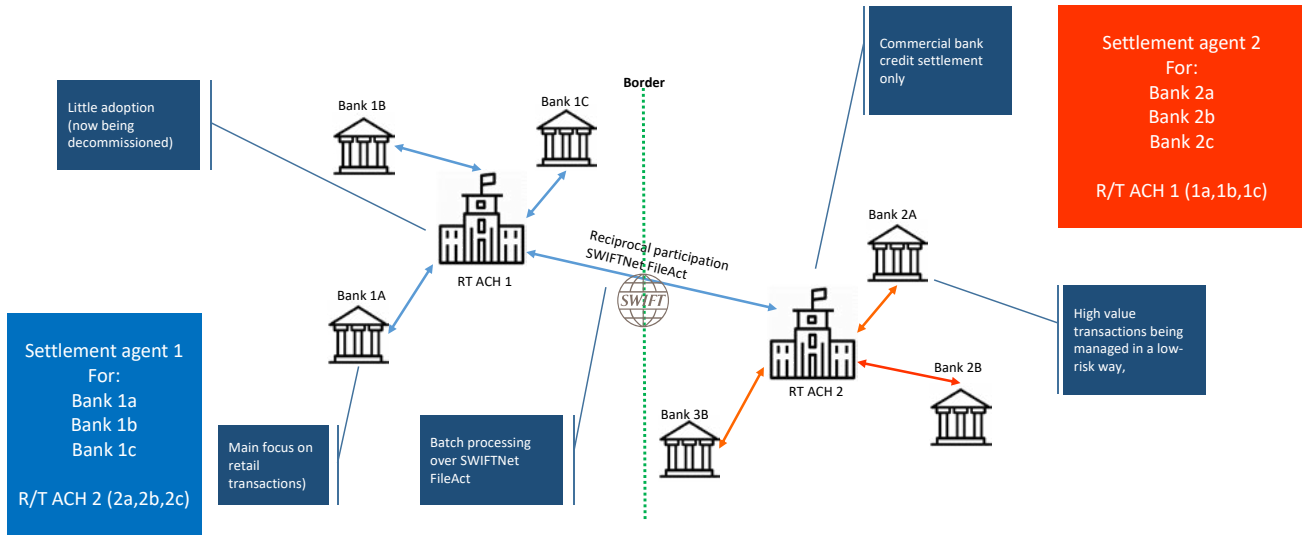 Commercial bank
credit settlement
only
Settlement agent 2
For:
Bank 2a
Bank 2b
Bank 2c
R/T ACH 1 (1a,1b,1c)
Border
Little adoption
(now being
decommissioned)
Bank 1B
Bank 1C
RT ACH 1
Reciprocal participation
SWIFTNet FileAct
SWIFT
Bank 2A
Bank 1A
High value
transactions being
managed in a low-
risk way,
Settlement agent 1
For:
Bank 1a
Bank 1b
Bank 1c
R/T ACH 2 (2a,2b,2c)
RT ACH 2
Bank 2B
Bank 3B
Main focus on
retail
transactions)
Batch processing
over SWIFTNet
FileAct